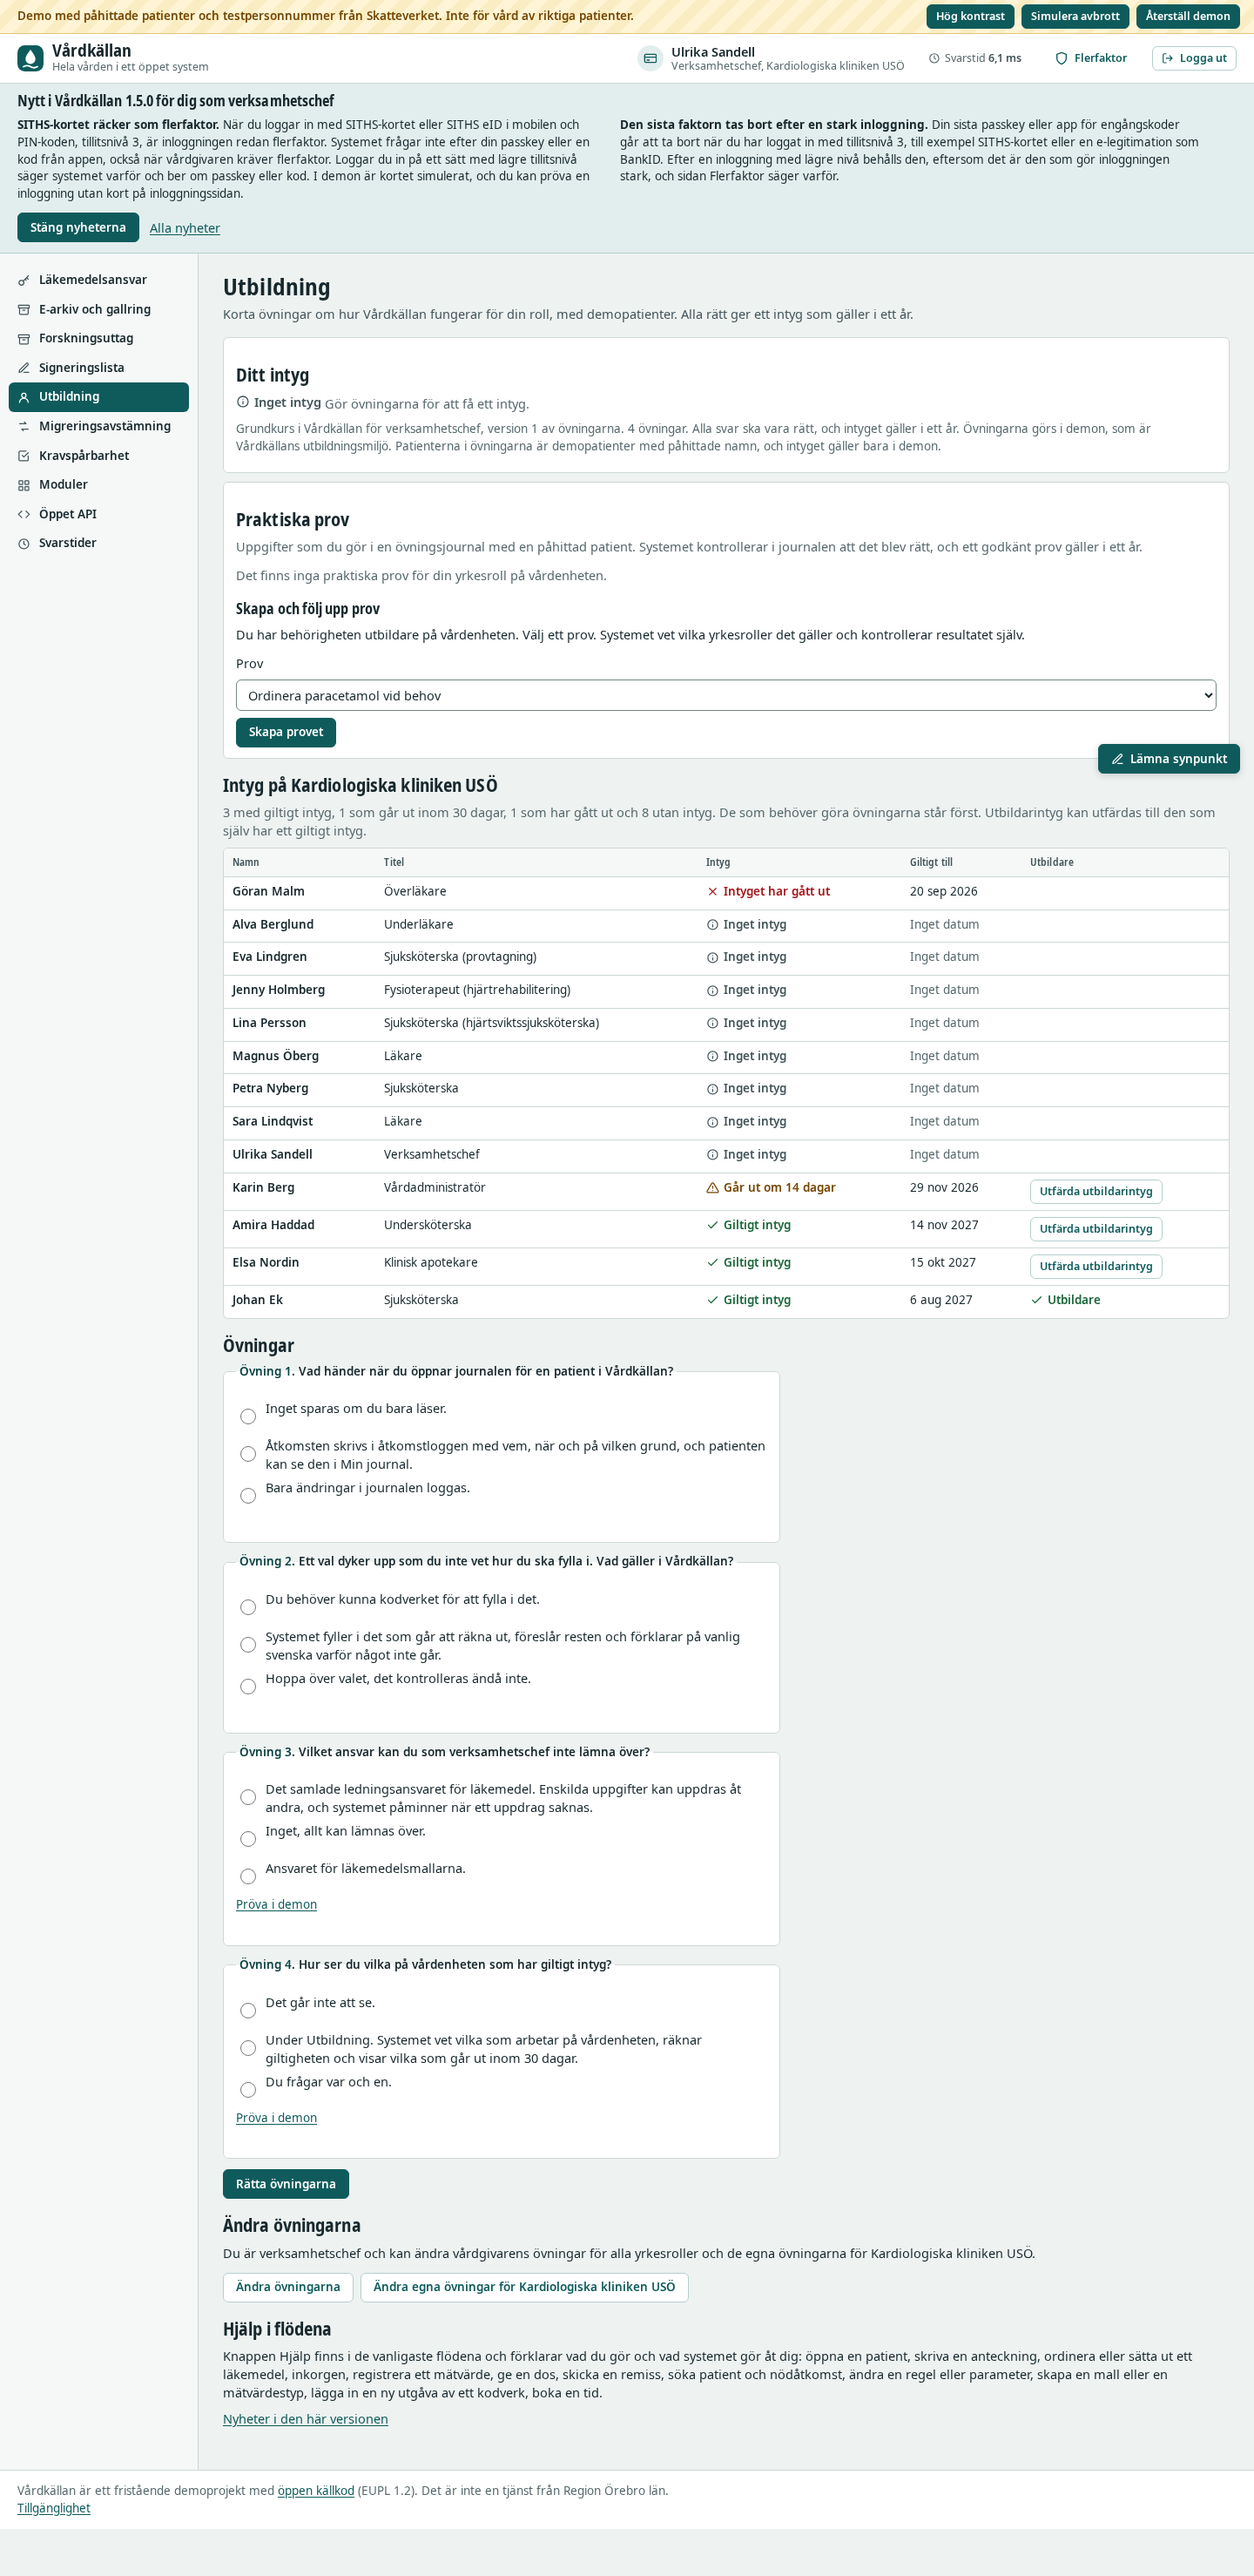 Demo med påhittade patienter och testpersonnummer från Skatteverket. Inte för vård av riktiga patienter.
Hög kontrast
Simulera avbrott
Återställ demon
Vårdkällan
Hela vården i ett öppet system
Ulrika Sandell
Verksamhetschef, Kardiologiska kliniken USÖ
Svarstid 6,1 ms
Flerfaktor
Logga ut
Nytt i Vårdkällan 1.5.0 för dig som verksamhetschef
SITHS-kortet räcker som flerfaktor. När du loggar in med SITHS-kortet eller SITHS eID i mobilen och
PIN-koden, tillitsnivå 3, är inloggningen redan flerfaktor. Systemet frågar inte efter din passkey eller en
kod från appen, också när vårdgivaren kräver flerfaktor. Loggar du in på ett sätt med lägre tillitsnivå
säger systemet varför och ber om passkey eller kod. I demon är kortet simulerat, och du kan pröva en
inloggning utan kort på inloggningssidan.
Den sista faktorn tas bort efter en stark inloggning. Din sista passkey eller app för engångskoder
går att ta bort när du har loggat in med tillitsnivå 3, till exempel SITHS-kortet eller en e-legitimation som
BankID. Efter en inloggning med lägre nivå behålls den, eftersom det är den som gör inloggningen
stark, och sidan Flerfaktor säger varför.
Stäng nyheterna
Alla nyheter
Läkemedelsansvar
E-arkiv och gallring
Forskningsuttag
Signeringslista
Utbildning
Migreringsavstämning
Kravspårbarhet
Moduler
Öppet API
Svarstider
Utbildning
Korta övningar om hur Vårdkällan fungerar för din roll, med demopatienter. Alla rätt ger ett intyg som gäller i ett år.
Ditt intyg
Inget intyg Gör övningarna för att få ett intyg.
Grundkurs i Vårdkällan för verksamhetschef, version 1 av övningarna. 4 övningar. Alla svar ska vara rätt, och intyget gäller i ett år. Övningarna görs i demon, som är
Vårdkällans utbildningsmiljö. Patienterna i övningarna är demopatienter med påhittade namn, och intyget gäller bara i demon.
Praktiska prov
Uppgifter som du gör i en övningsjournal med en påhittad patient. Systemet kontrollerar i journalen att det blev rätt, och ett godkänt prov gäller i ett år.
Det finns inga praktiska prov för din yrkesroll på vårdenheten.
Skapa och följ upp prov
Du har behörigheten utbildare på vårdenheten. Välj ett prov. Systemet vet vilka yrkesroller det gäller och kontrollerar resultatet själv.
Prov
Ordinera paracetamol vid behov
Skapa provet
Lämna synpunkt
Intyg på Kardiologiska kliniken USÖ
3 med giltigt intyg, 1 som går ut inom 30 dagar, 1 som har gått ut och 8 utan intyg. De som behöver göra övningarna står först. Utbildarintyg kan utfärdas till den som
själv har ett giltigt intyg.
Namn Titel Intyg Giltigt till Utbildare
Göran Malm Överläkare Intyget har gått ut 20 sep 2026
Alva Berglund Underläkare Inget intyg Inget datum
Eva Lindgren Sjuksköterska (provtagning) Inget intyg Inget datum
Jenny Holmberg Fysioterapeut (hjärtrehabilitering) Inget intyg Inget datum
Lina Persson Sjuksköterska (hjärtsviktssjuksköterska) Inget intyg Inget datum
Magnus Öberg Läkare Inget intyg Inget datum
Petra Nyberg Sjuksköterska Inget intyg Inget datum
Sara Lindqvist Läkare Inget intyg Inget datum
Ulrika Sandell Verksamhetschef Inget intyg Inget datum
Karin Berg Vårdadministratör Går ut om 14 dagar 29 nov 2026 Utfärda utbildarintyg
Amira Haddad Undersköterska Giltigt intyg 14 nov 2027 Utfärda utbildarintyg
Elsa Nordin Klinisk apotekare Giltigt intyg 15 okt 2027 Utfärda utbildarintyg
Johan Ek Sjuksköterska Giltigt intyg 6 aug 2027 Utbildare
Övningar
Övning 1. Vad händer när du öppnar journalen för en patient i Vårdkällan?
Inget sparas om du bara läser.
Åtkomsten skrivs i åtkomstloggen med vem, när och på vilken grund, och patienten
kan se den i Min journal.
Bara ändringar i journalen loggas.
Övning 2. Ett val dyker upp som du inte vet hur du ska fylla i. Vad gäller i Vårdkällan?
Du behöver kunna kodverket för att fylla i det.
Systemet fyller i det som går att räkna ut, föreslår resten och förklarar på vanlig
svenska varför något inte går.
Hoppa över valet, det kontrolleras ändå inte.
Övning 3. Vilket ansvar kan du som verksamhetschef inte lämna över?
Det samlade ledningsansvaret för läkemedel. Enskilda uppgifter kan uppdras åt
andra, och systemet påminner när ett uppdrag saknas.
Inget, allt kan lämnas över.
Ansvaret för läkemedelsmallarna.
Pröva i demon
Övning 4. Hur ser du vilka på vårdenheten som har giltigt intyg?
Det går inte att se.
Under Utbildning. Systemet vet vilka som arbetar på vårdenheten, räknar
giltigheten och visar vilka som går ut inom 30 dagar.
Du frågar var och en.
Pröva i demon
Rätta övningarna
Ändra övningarna
Du är verksamhetschef och kan ändra vårdgivarens övningar för alla yrkesroller och de egna övningarna för Kardiologiska kliniken USÖ.
Ändra övningarna
Ändra egna övningar för Kardiologiska kliniken USÖ
Hjälp i flödena
Knappen Hjälp finns i de vanligaste flödena och förklarar vad du gör och vad systemet gör åt dig: öppna en patient, skriva en anteckning, ordinera eller sätta ut ett
läkemedel, inkorgen, registrera ett mätvärde, ge en dos, skicka en remiss, söka patient och nödåtkomst, ändra en regel eller parameter, skapa en mall eller en
mätvärdestyp, lägga in en ny utgåva av ett kodverk, boka en tid.
Nyheter i den här versionen
Vårdkällan är ett fristående demoprojekt med öppen källkod (EUPL 1.2). Det är inte en tjänst från Region Örebro län.
Tillgänglighet